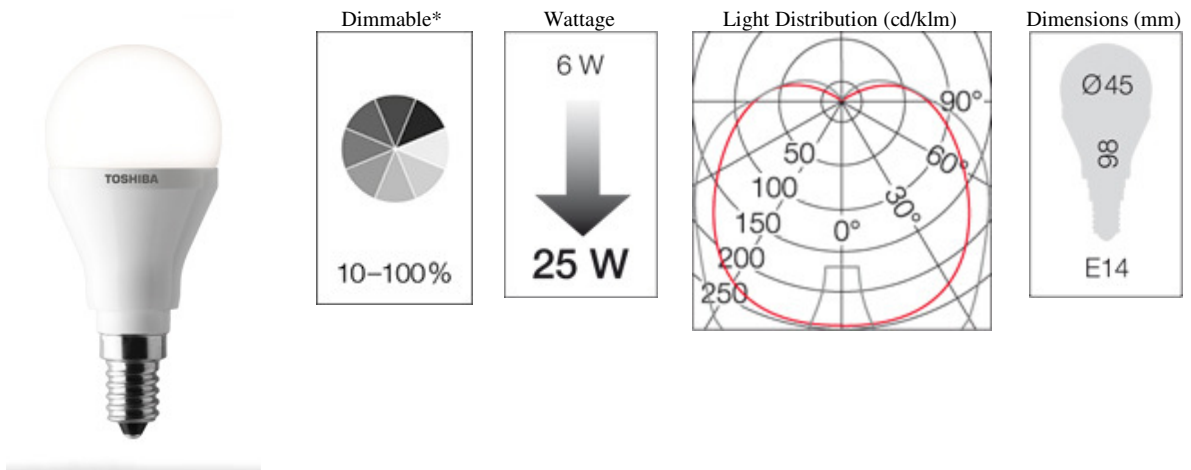 TOSHIBA
Dimmable*
10–100%
Wattage
6 W
25 W
Light Distribution (cd/klm)
90°
60°
30°
0°
50
100
150
200
250
Dimensions (mm)
Ø45
98
E14